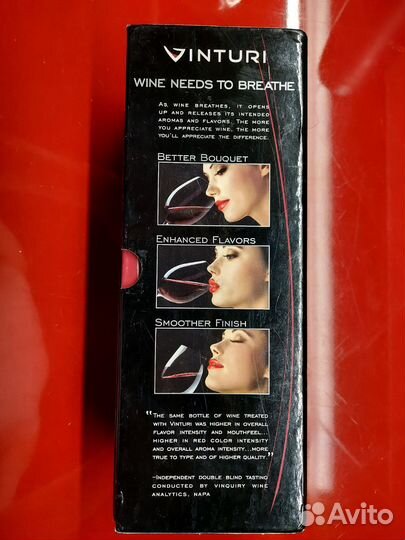 VINTURI
WINE NEEDS TO BREATHE
AS WINE BREATHES, IT OPENS
UP AND RELEASES ITS INTENDED
AROMAS AND FLAVORS. THE MORE
YOU APPRECIATE WINE, THE MORE
YOU'LL APPRECIATE THE DIFFERENCE.
BETTER BOUQUET
ENHANCED FLAVORS
SMOOTHER FINISH
"THE SAME BOTTLE OF WINE TREATED
WITH VINTURI WAS HIGHER IN OVERALL
FLAVOR INTENSITY AND MOUTHFEEL...
HIGHER IN RED COLOR INTENSITY
AND OVERALL AROMA INTENSITY...MORE
TRUE TO TYPE AND OF HIGHER QUALITY"
–INDEPENDENT DOUBLE BLIND TASTING
CONDUCTED BY VINQUIRY WINE
ANALYTICS, NAPA
Avito